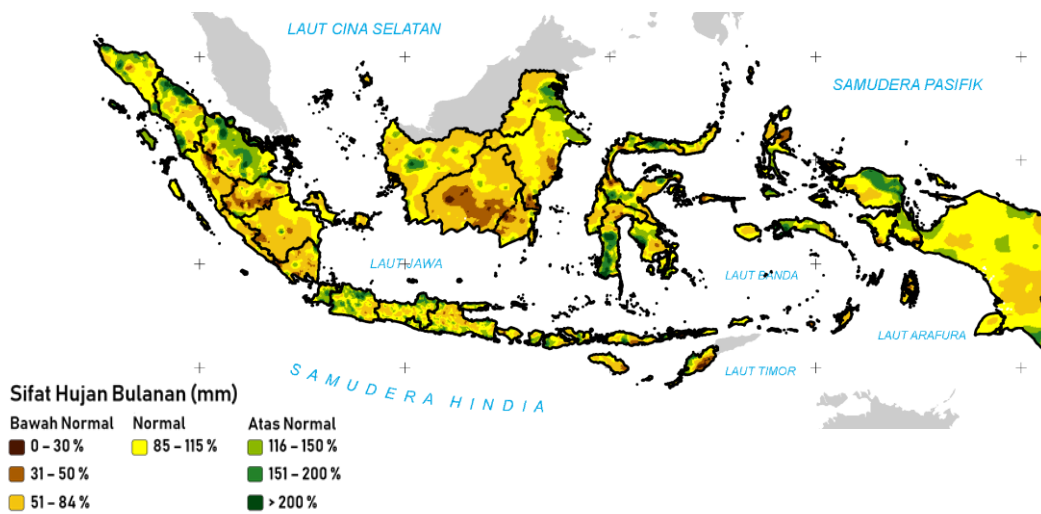 LAUT CINA SELATAN
SAMUDERA PASIFIK
LAUT JAWA
LAUT BANDA
LAUT ARAFURA
LAUT TIMOR
SAMUDERA HINDIA
Sifat Hujan Bulanan (mm)
Bawah Normal Normal Atas Normal
0 – 30 % 85 – 115 % 116 – 150 %
31 – 50 % 151 – 200 %
51 – 84 % > 200 %